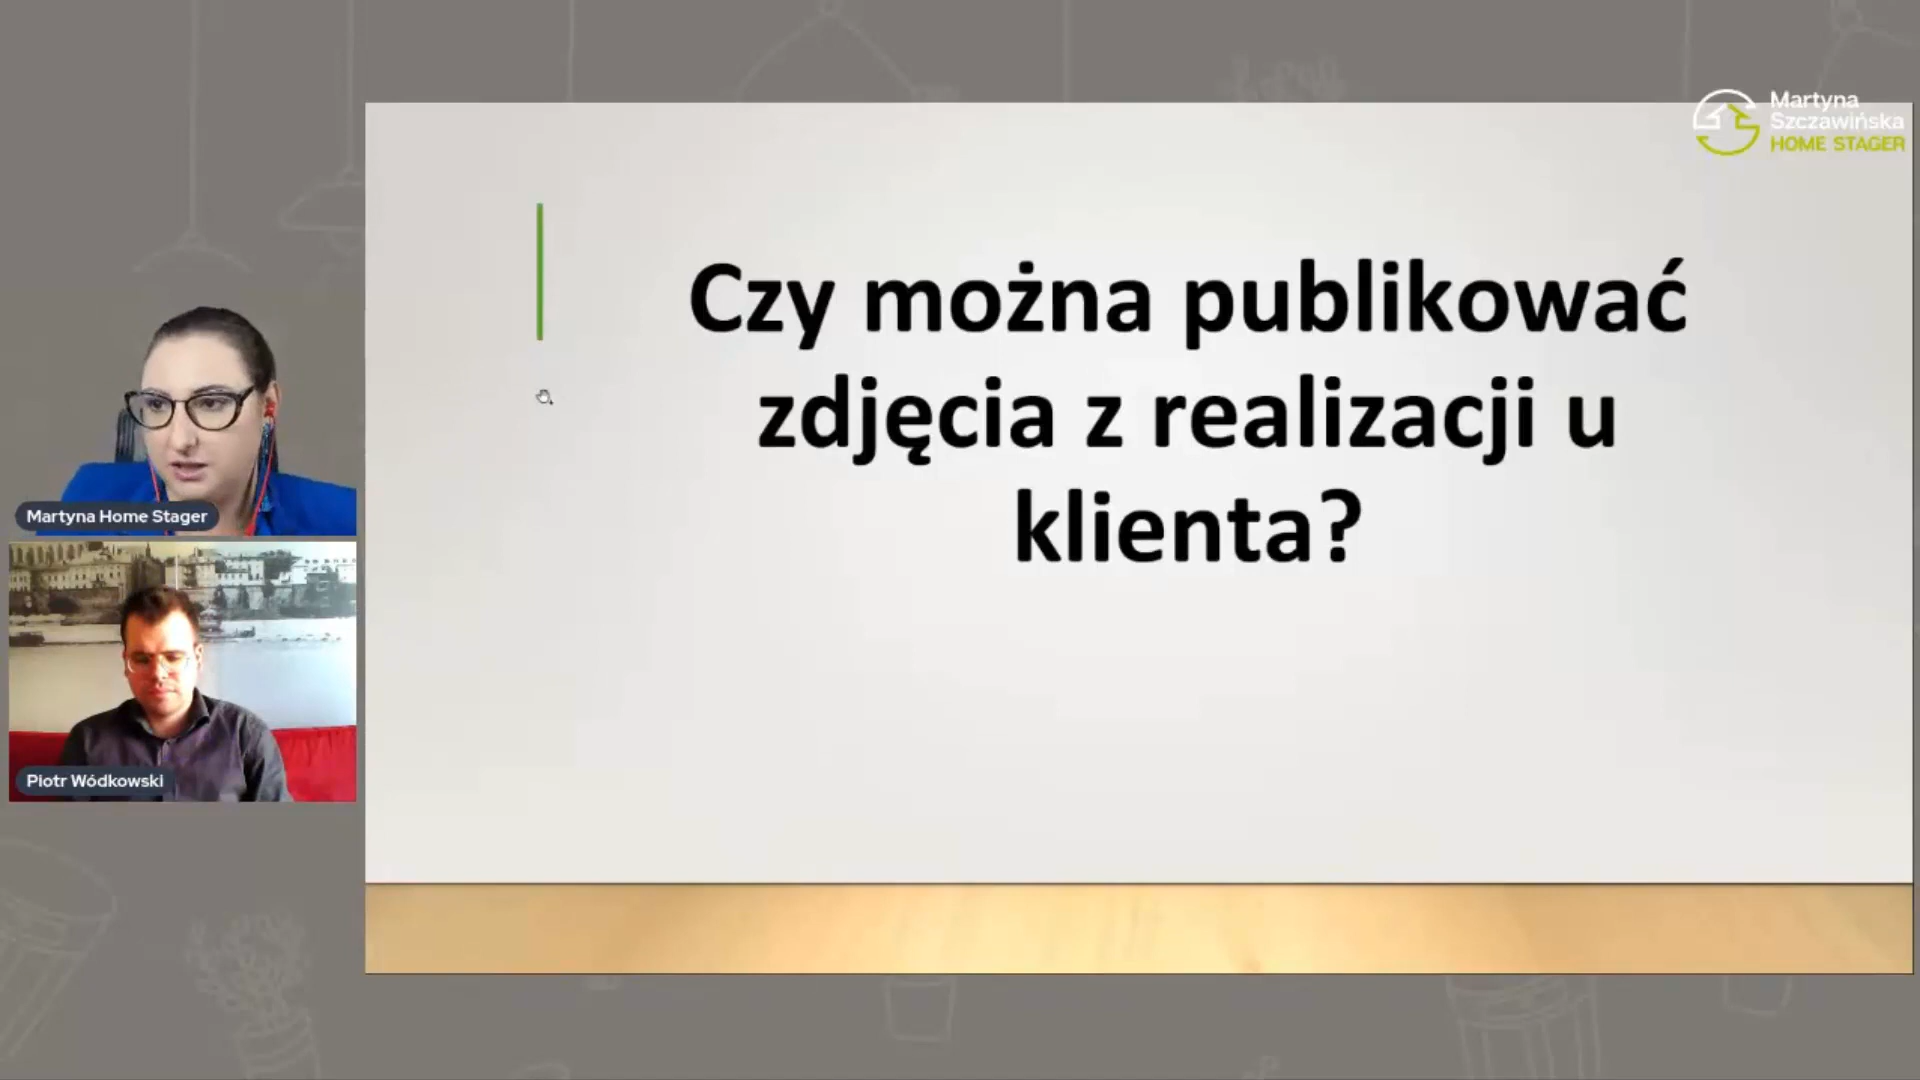 Martyna
Szczawińska
HOME STAGER
Czy można publikować
zdjęcia z realizacji u
klienta?
Martyna Home Stager
Piotr Wódkowski